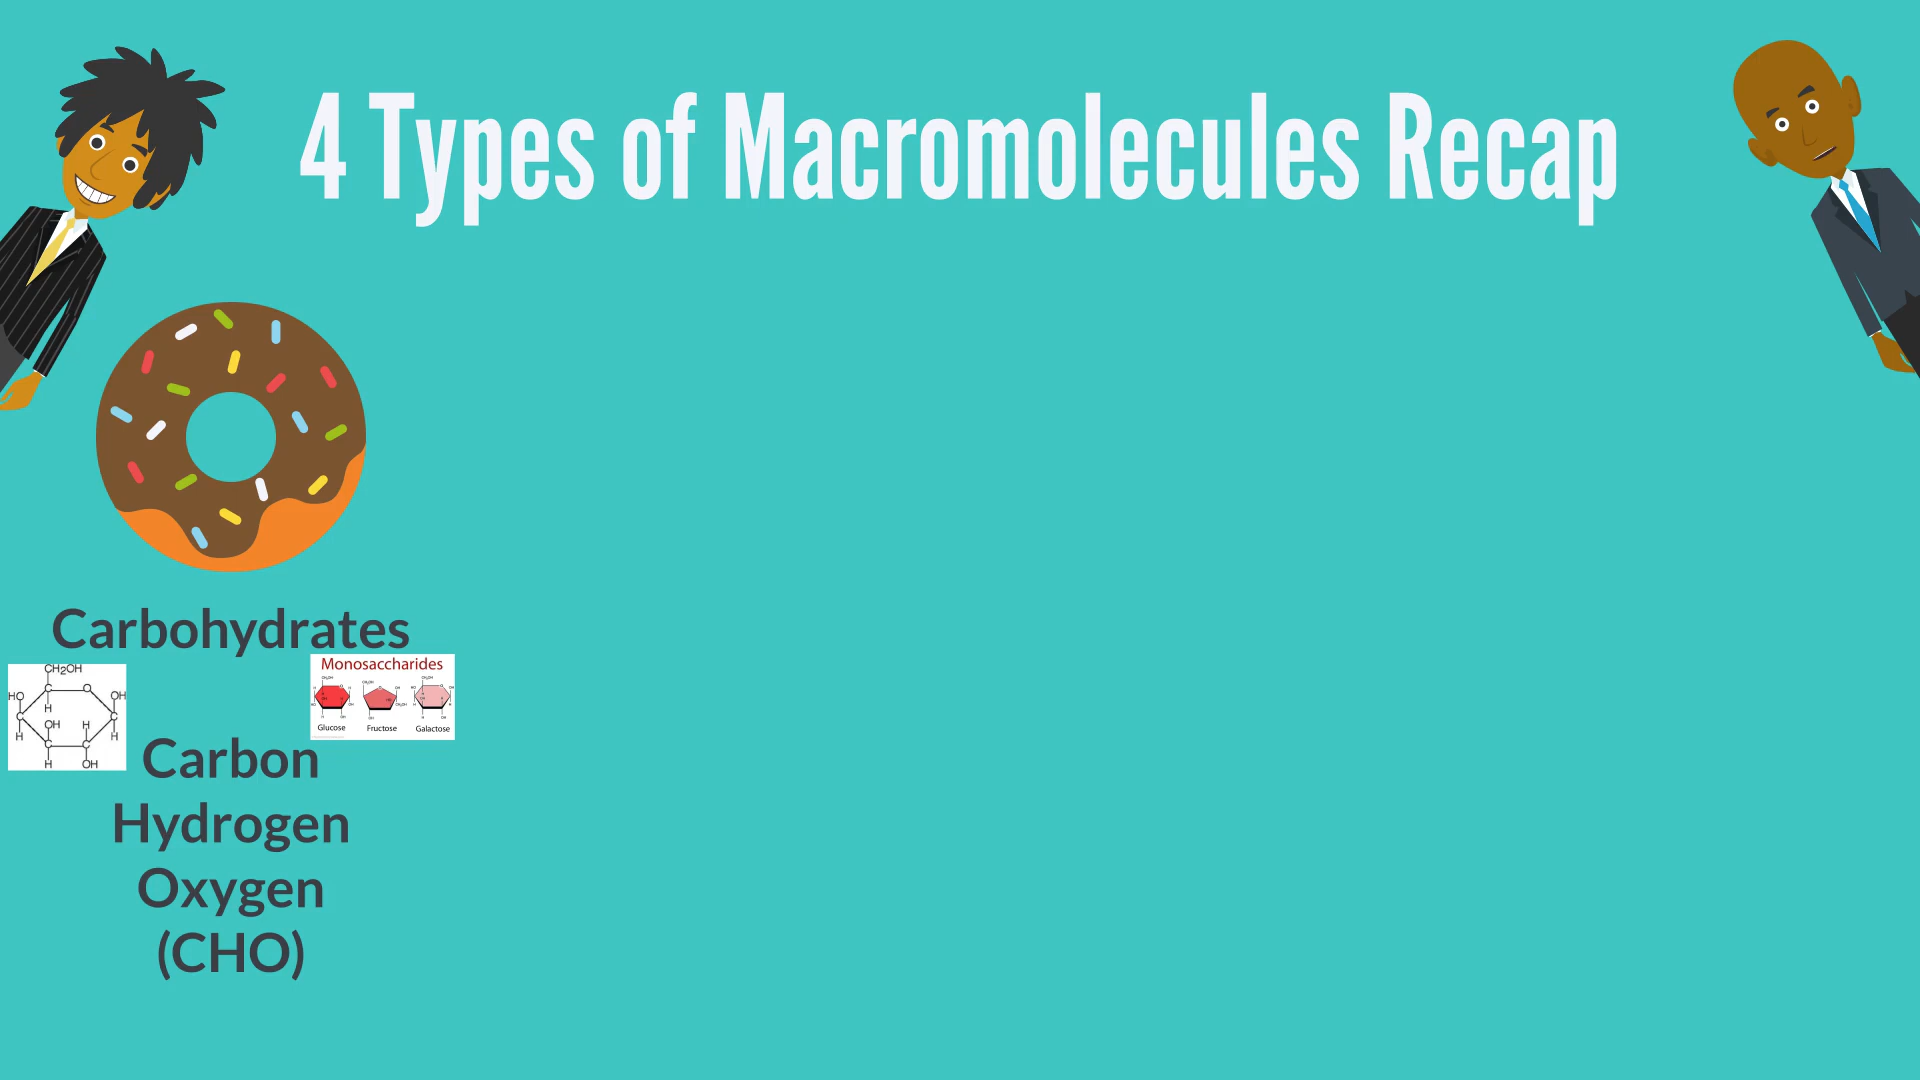 4 Types of Macromolecules Recap
Carbohydrates
Monosaccharides
Glucose Fructose Galactose
CH2OH
HO
O
OH
C
H
OH
H
C
C
H
H
C
C
H
OH
Carbon
Hydrogen
Oxygen
(CHO)